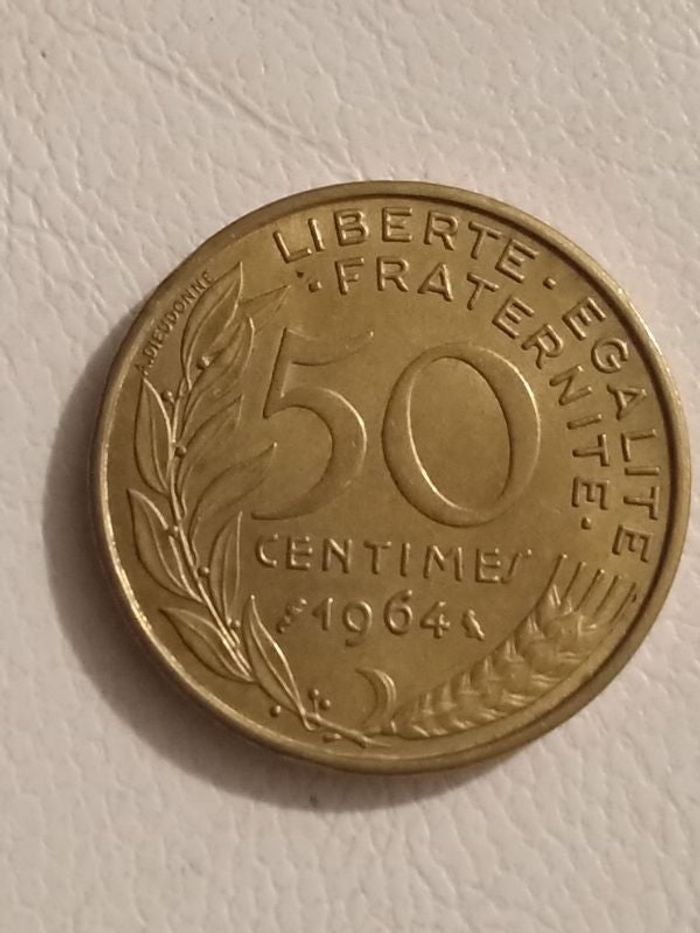 LIBERTE · EGALITE
· FRATERNITE ·
A.DIEUDONNE
50
CENTIMES
1964